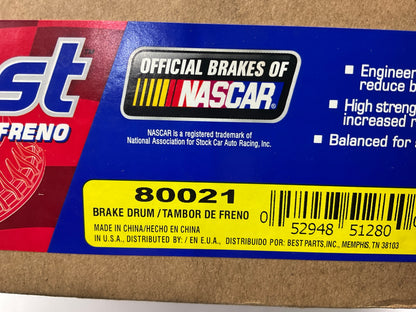 st
FRENO
OFFICIAL BRAKES OF
NASCAR®
NASCAR is a registered trademark of
National Association for Stock Car Auto Racing, Inc.
■ Engineer
reduce b
■ High streng
increased r
■ Balanced for s
80021
BRAKE DRUM / TAMBOR DE FRENO
MADE IN CHINA/HECHO EN CHINA
IN U.S.A., DISTRIBUTED BY: / EN E.U.A., DISTRIBUIDO POR: BEST PARTS, INC., MEMPHIS, TN 38103
0 52948 51280